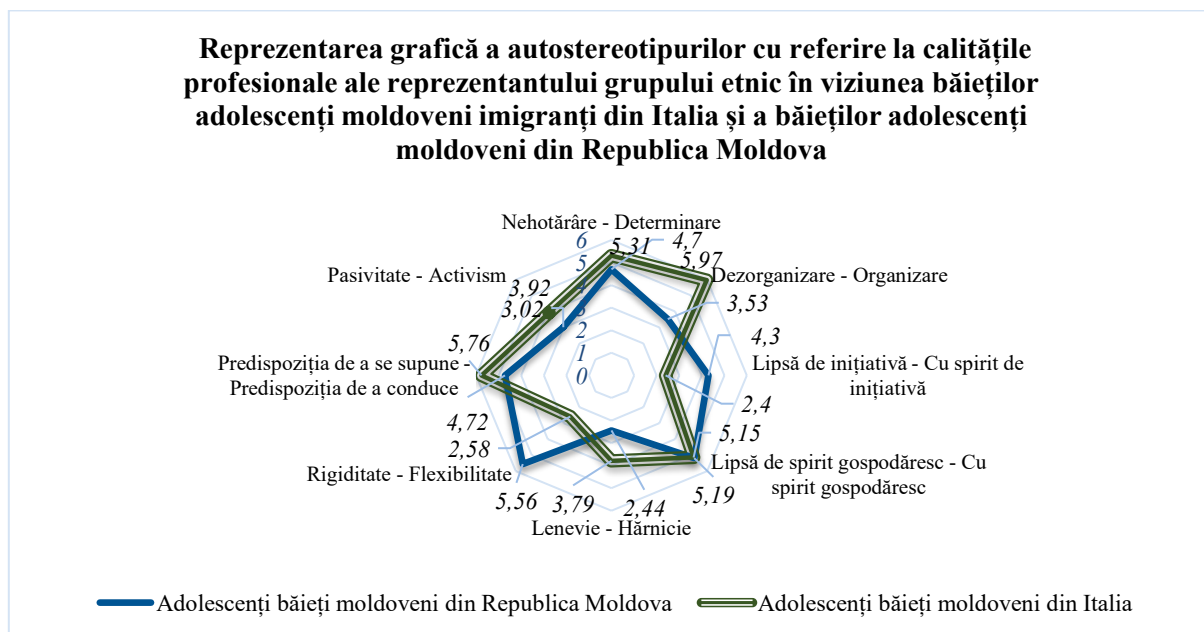 Reprezentarea grafică a autostereotipurilor cu referire la calitățile
profesionale ale reprezentantului grupului etnic în viziunea băieților
adolescenți moldoveni imigranți din Italia și a băieților adolescenți
moldoveni din Republica Moldova
Nehotărâre - Determinare
6
5,31
4,7
5
5,97
Pasivitate - Activism
Dezorganizare - Organizare
4
3,92
3,02
3
3,53
2
4,3
5,76
1
Predispoziția de a se supune -
Predispoziția de a conduce
0
Lipsă de inițiativă - Cu spirit de
inițiativă
2,4
4,72
5,15
2,58
Rigiditate - Flexibilitate
Lipsă de spirit gospodăresc - Cu
spirit gospodăresc
5,56
3,79
2,44
5,19
Lenevie - Hărnicie
Adolescenți băieți moldoveni din Republica Moldova
Adolescenți băieți moldoveni din Italia